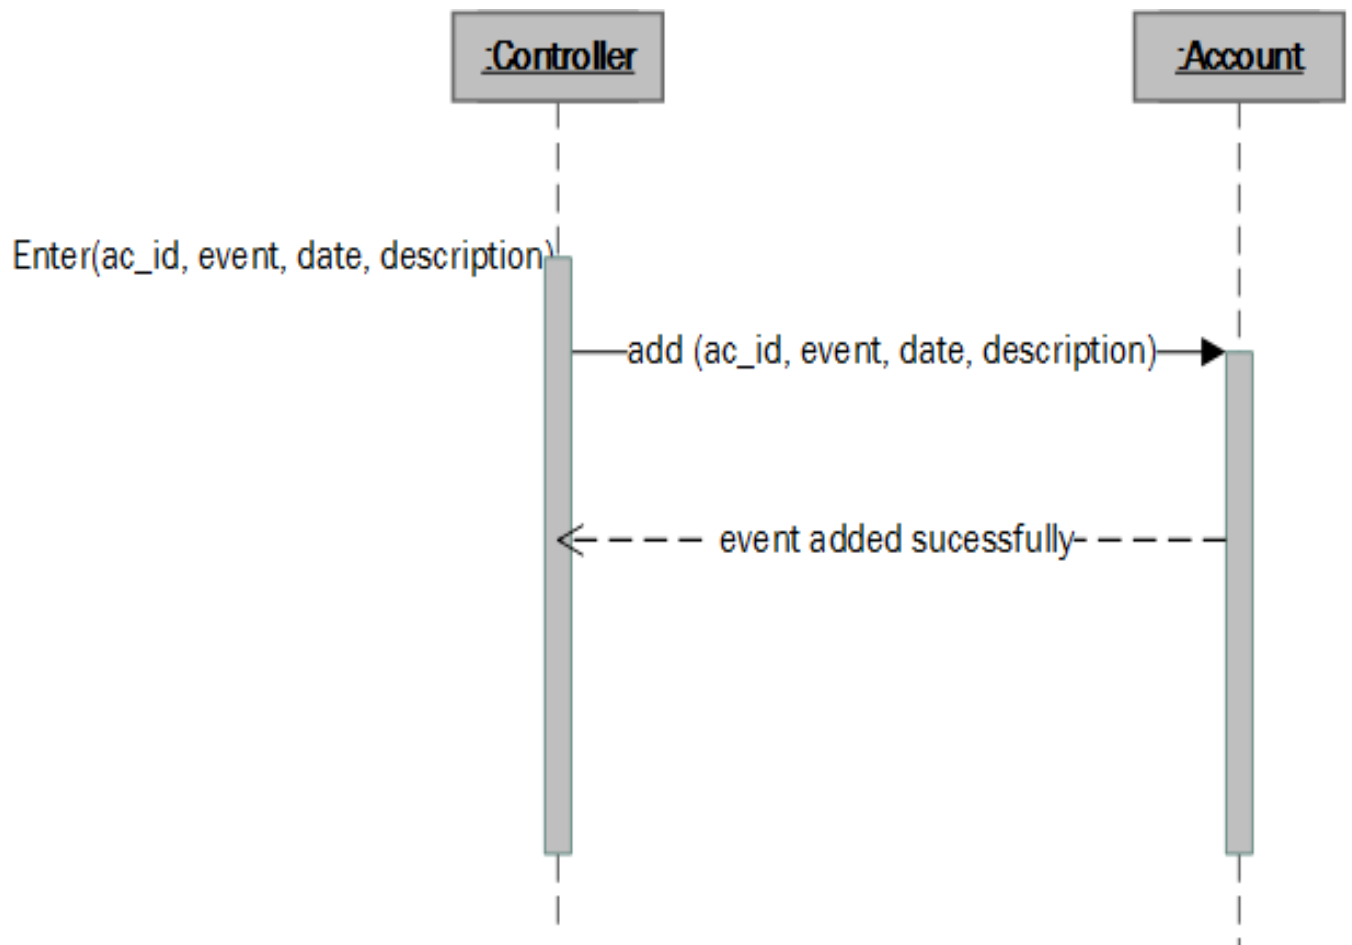 :Controller
:Account
Enter(ac_id, event, date, description)
add (ac_id, event, date, description)
event added sucessfully